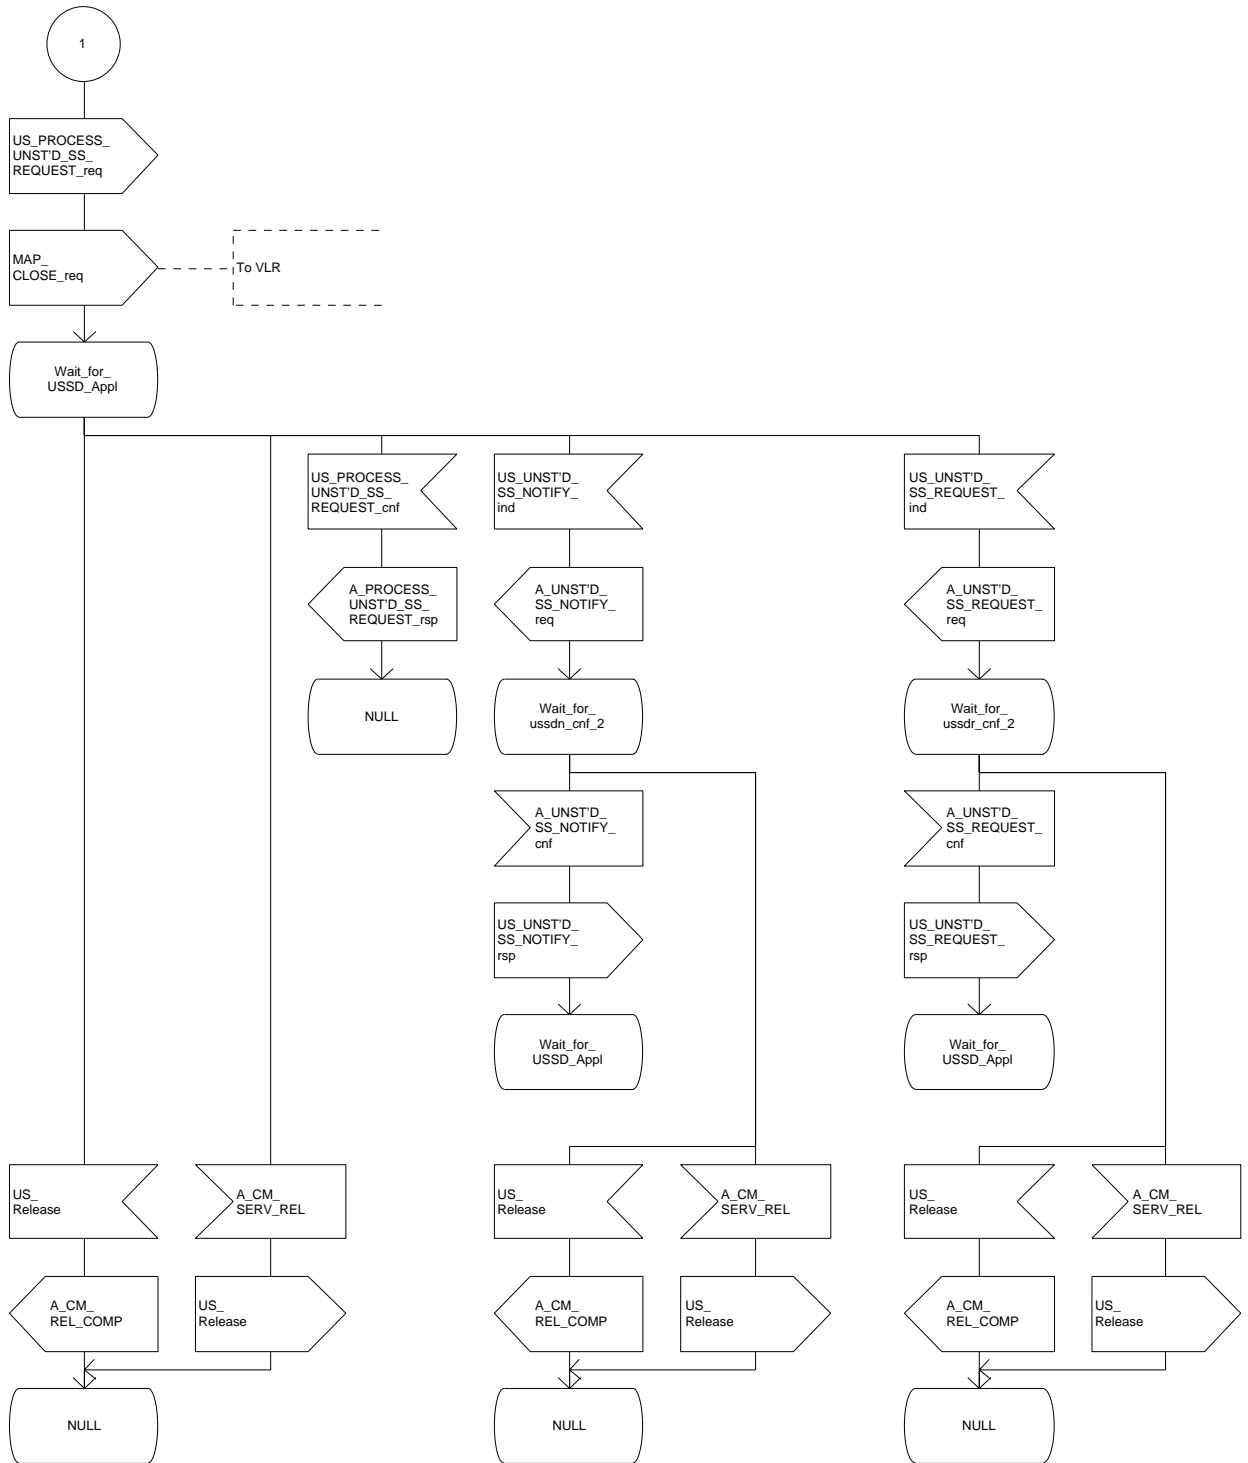 1
US_PROCESS_
UNST'D_SS_
REQUEST_req
MAP_
CLOSE_req
To VLR
Wait_for_
USSD_Appl
US_PROCESS_
UNST'D_SS_
REQUEST_cnf
US_UNST'D_
SS_NOTIFY_
ind
US_UNST'D_
SS_REQUEST_
ind
A_PROCESS_
UNST'D_SS_
REQUEST_rsp
A_UNST'D_
SS_NOTIFY_
req
A_UNST'D_
SS_REQUEST_
req
NULL
Wait_for_
ussdn_cnf_2
Wait_for_
ussdr_cnf_2
A_UNST'D_
SS_NOTIFY_
cnf
A_UNST'D_
SS_REQUEST_
cnf
US_UNST'D_
SS_NOTIFY_
rsp
US_UNST'D_
SS_REQUEST_
rsp
Wait_for_
USSD_Appl
Wait_for_
USSD_Appl
US_
Release
A_CM_
SERV_REL
US_
Release
A_CM_
SERV_REL
US_
Release
A_CM_
SERV_REL
A_CM_
REL_COMP
US_
Release
A_CM_
REL_COMP
US_
Release
A_CM_
REL_COMP
US_
Release
NULL
NULL
NULL